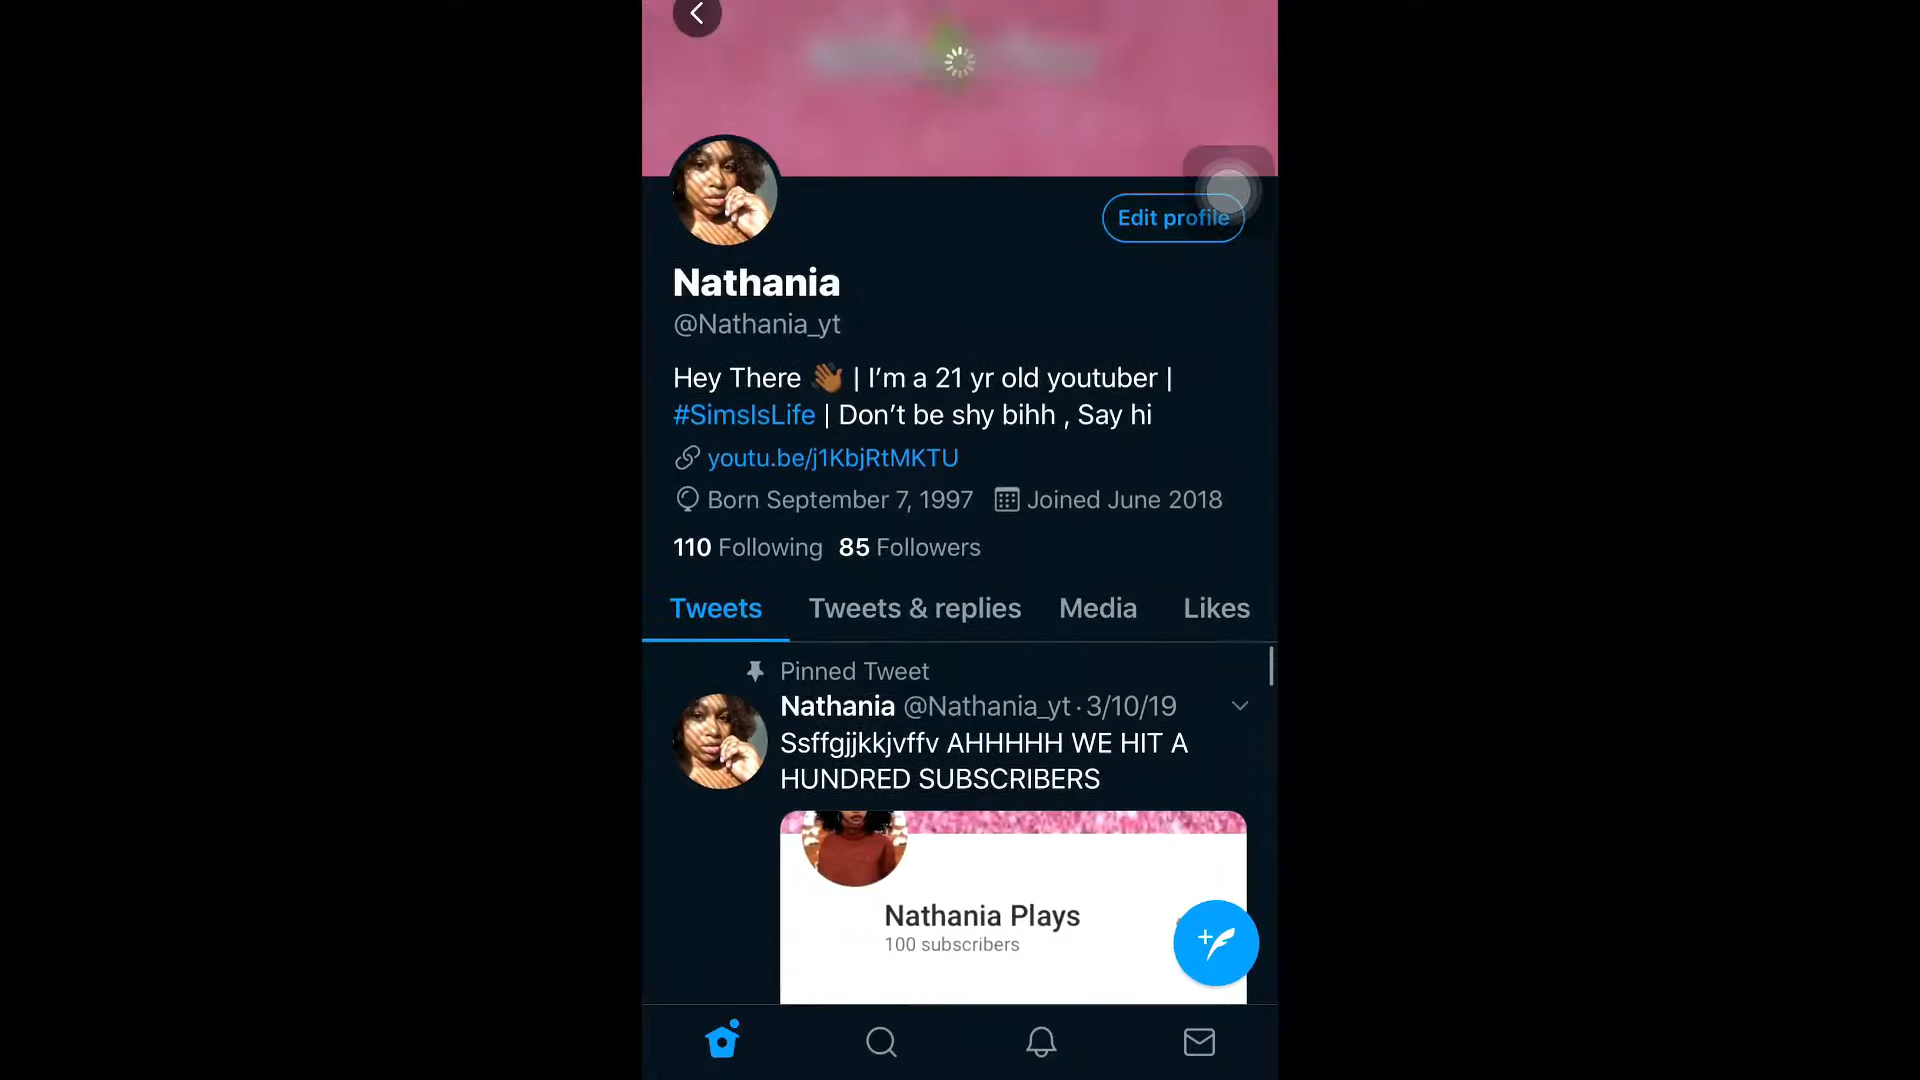 Edit profile
Nathania
@Nathania_yt
Hey There 👋🏾 | I’m a 21 yr old youtuber |
#SimsIsLife | Don’t be shy bihh , Say hi
youtu.be/j1KbjRtMKTU
Born September 7, 1997 Joined June 2018
110 Following 85 Followers
Tweets Tweets & replies Media Likes
Pinned Tweet
Nathania @Nathania_yt · 3/10/19
Ssffgjjkkjvffv AHHHHH WE HIT A
HUNDRED SUBSCRIBERS
Nathania Plays
100 subscribers